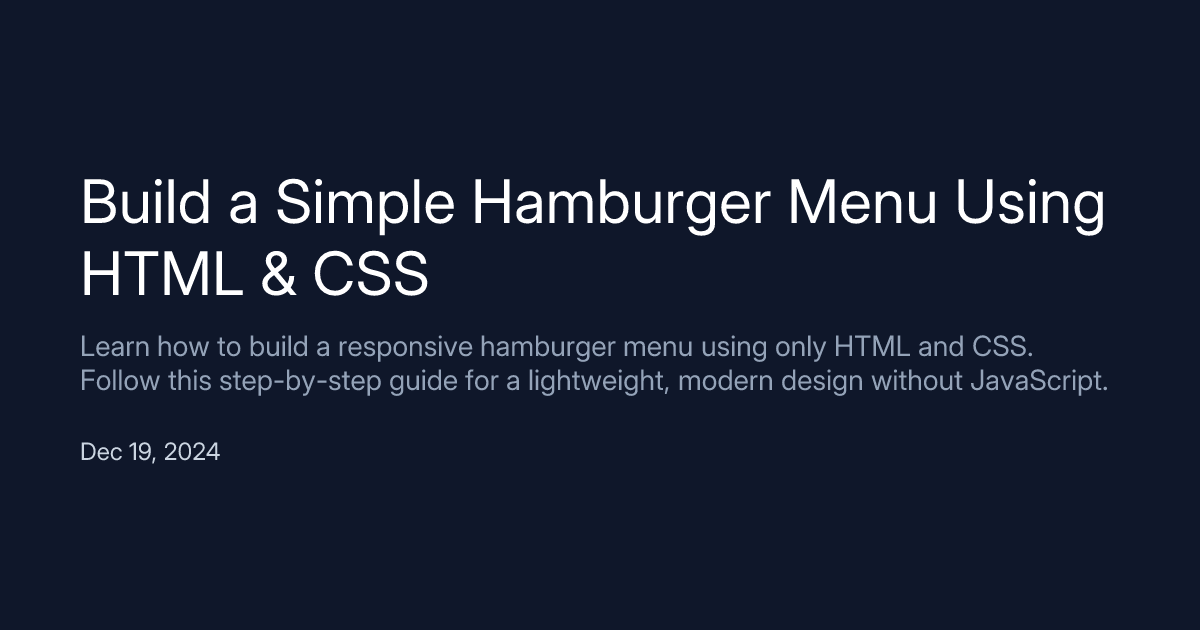 Build a Simple Hamburger Menu Using
HTML & CSS
Learn how to build a responsive hamburger menu using only HTML and CSS.
Follow this step-by-step guide for a lightweight, modern design without JavaScript.
Dec 19, 2024